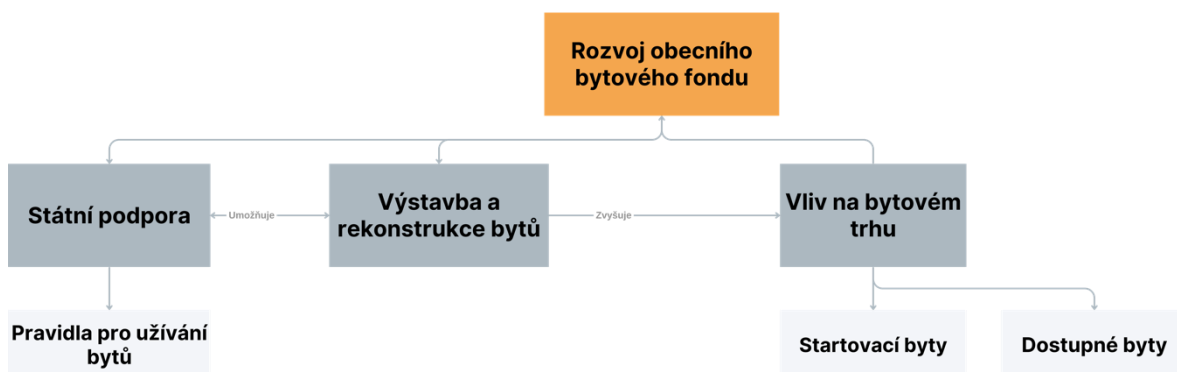 Rozvoj obecního
bytového fondu
Státní podpora
Umožňuje
Výstavba a
rekonstrukce bytů
Zvyšuje
Vliv na bytovém
trhu
Pravidla pro užívání
bytů
Startovací byty
Dostupné byty